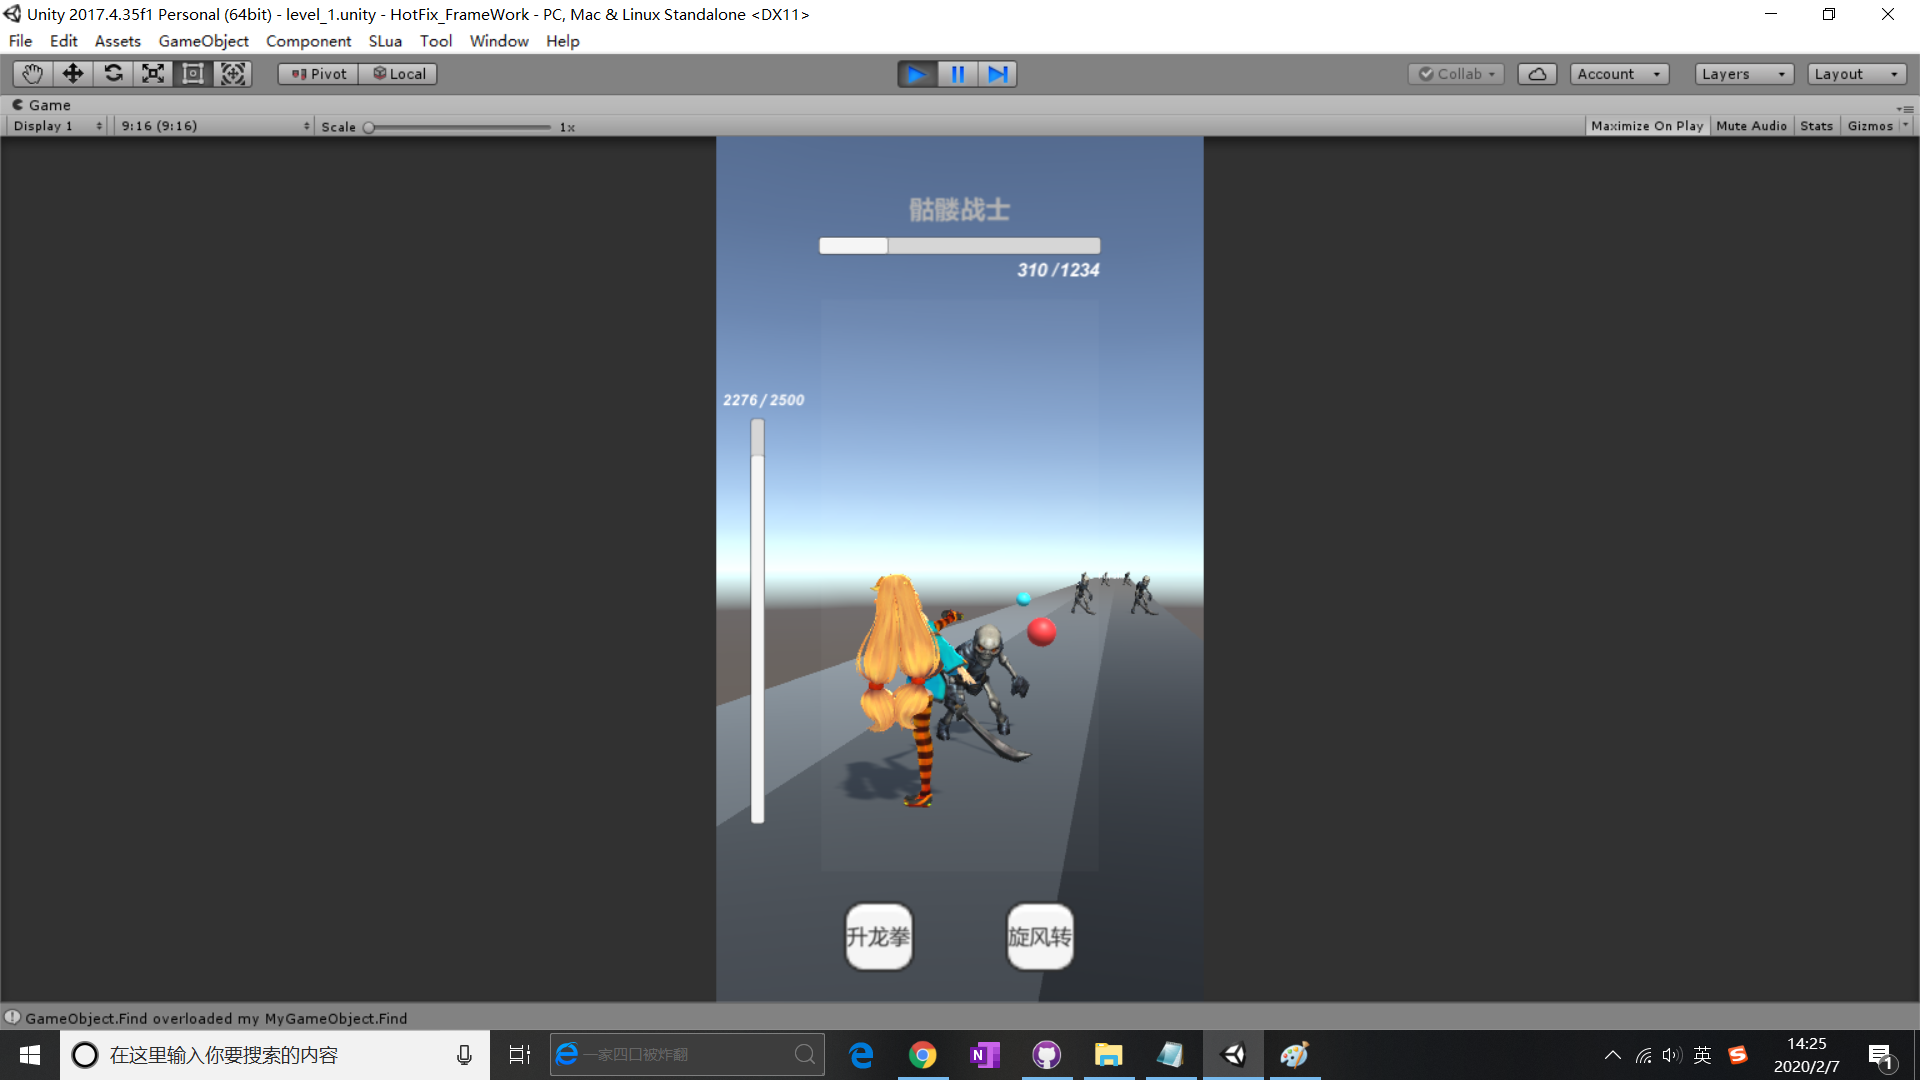 Unity 2017.4.35f1 Personal (64bit) - level_1.unity - HotFix_FrameWork - PC, Mac & Linux Standalone <DX11>
File Edit Assets GameObject Component SLua Tool Window Help
Pivot Local Collab Account Layers Layout
Game
Display 1 9:16 (9:16) Scale 1x Maximize On Play Mute Audio Stats Gizmos
骷髅战士
310 /1234
2276 / 2500
升龙拳 旋风转
GameObject.Find overloaded my MyGameObject.Find
在这里输入你要搜索的内容 一家四口被炸翻 英 14:25
2020/2/7 1